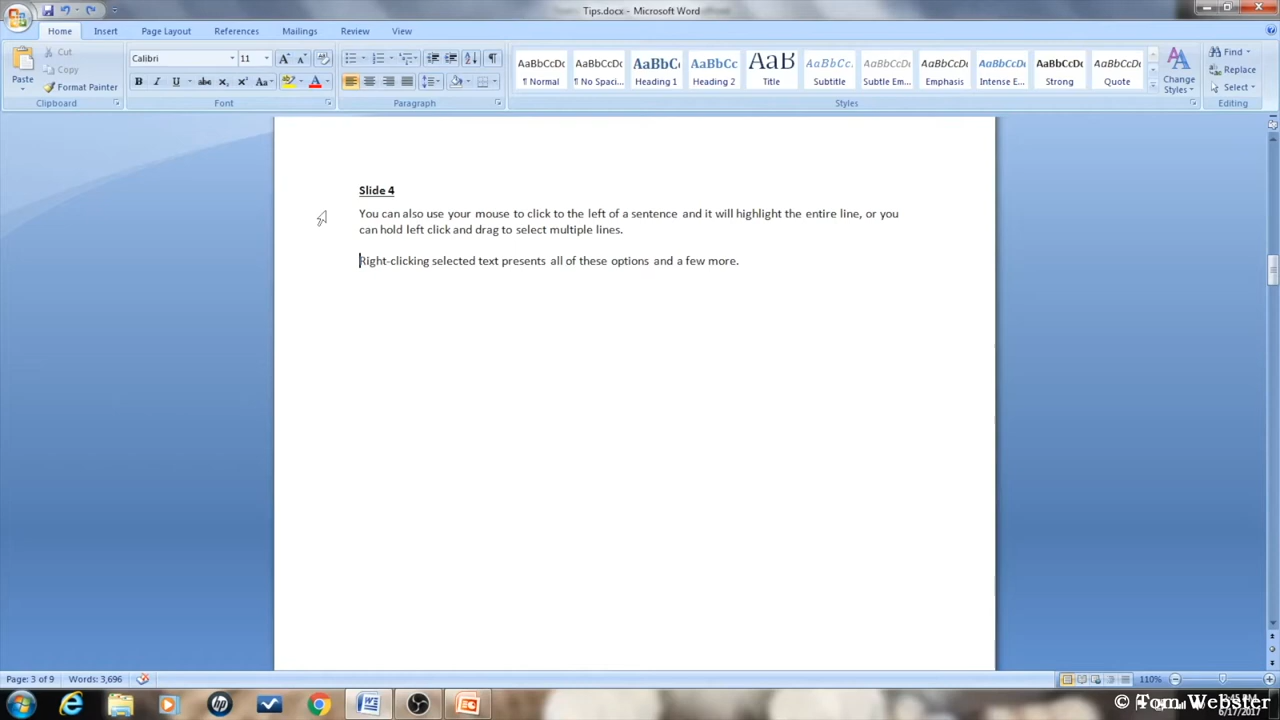 Tips.docx - Microsoft Word
Home Insert Page Layout References Mailings Review View
Paste
Cut
Copy
Format Painter
Clipboard
Calibri 11
Font
Paragraph
AaBbCcDc AaBbCcDc AaBbC AaBbCc AaB AaBbCc. AaBbCcDc AaBbCcDc AaBbCcDc AaBbCcDc AaBbCcDc
¶ Normal ¶ No Spaci... Heading 1 Heading 2 Title Subtitle Subtle Em... Emphasis Intense E... Strong Quote
Styles
Change Styles
Find
Replace
Select
Editing
Slide 4
You can also use your mouse to click to the left of a sentence and it will highlight the entire line, or you
can hold left click and drag to select multiple lines.
Right-clicking selected text presents all of these options and a few more.
Page: 3 of 9 Words: 3,696 110%
© Tom Webster
6/17/2017